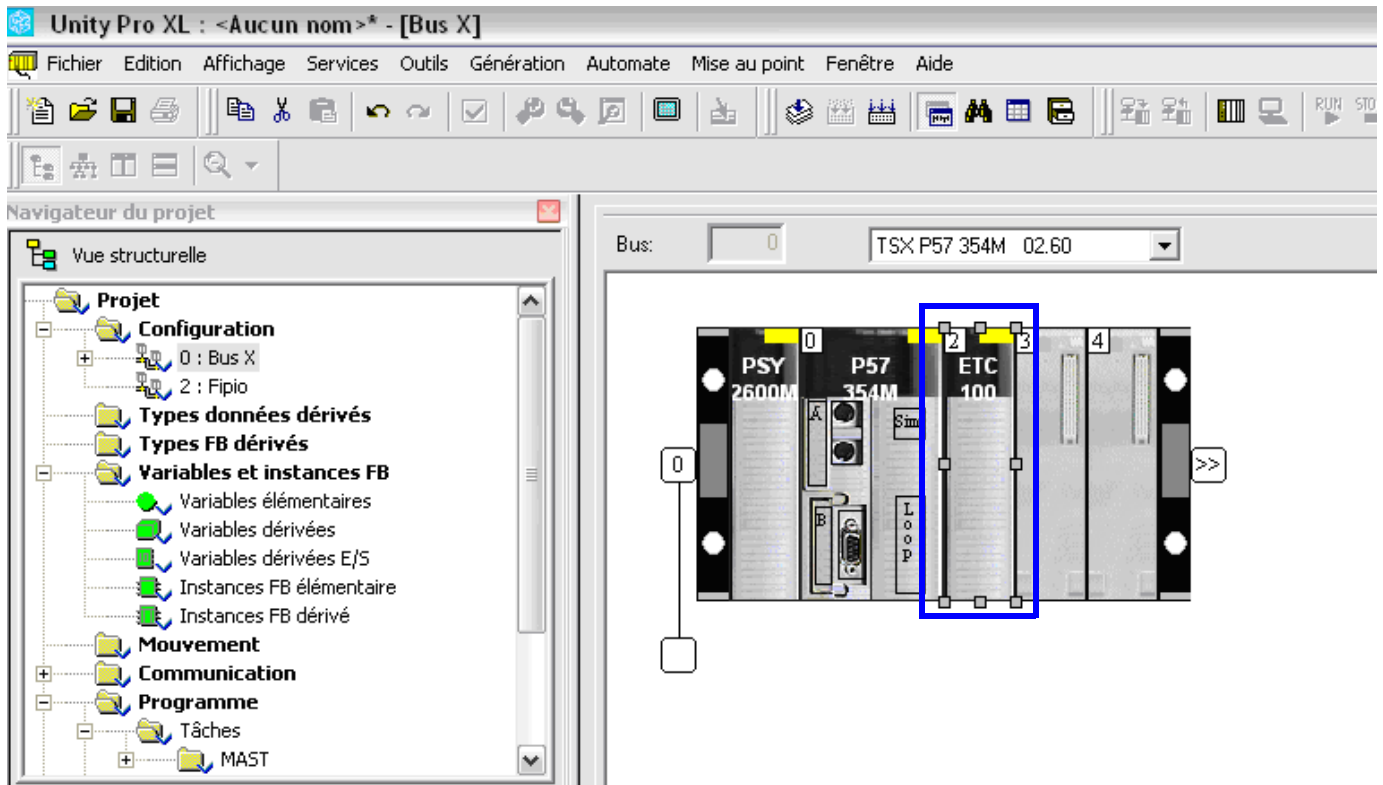 Unity Pro XL : <Aucun nom>* - [Bus X]
Fichier Edition Affichage Services Outils Génération Automate Mise au point Fenêtre Aide
RUN STO
Navigateur du projet
Vue structurelle
Projet
Configuration
0 : Bus X
2 : Fipio
Types données dérivés
Types FB dérivés
Variables et instances FB
Variables élémentaires
Variables dérivées
Variables dérivées E/S
Instances FB élémentaire
Instances FB dérivé
Mouvement
Communication
Programme
Tâches
MAST
Bus: 0 TSX P57 354M 02.60
0 2 3 4
PSY P57 ETC
2600M 354M 100
A Sim
0 >>
B Loop